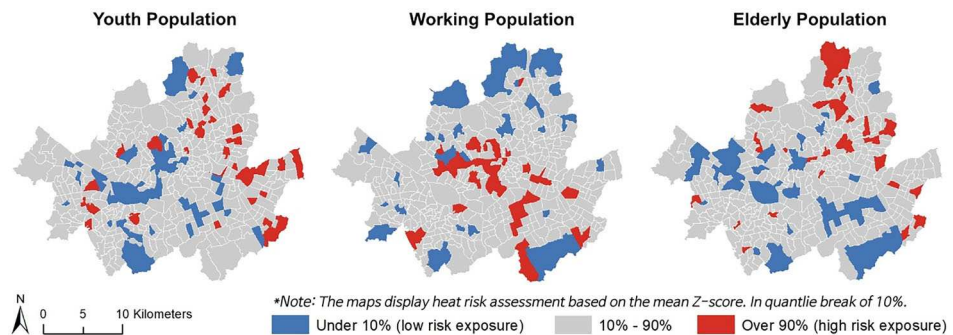 Youth Population
Working Population
Elderly Population
*Note: The maps display heat risk assessment based on the mean Z-score. In quantlie break of 10%.
N
0 5 10 Kilometers
Under 10% (low risk exposure)
10% - 90%
Over 90% (high risk exposure)